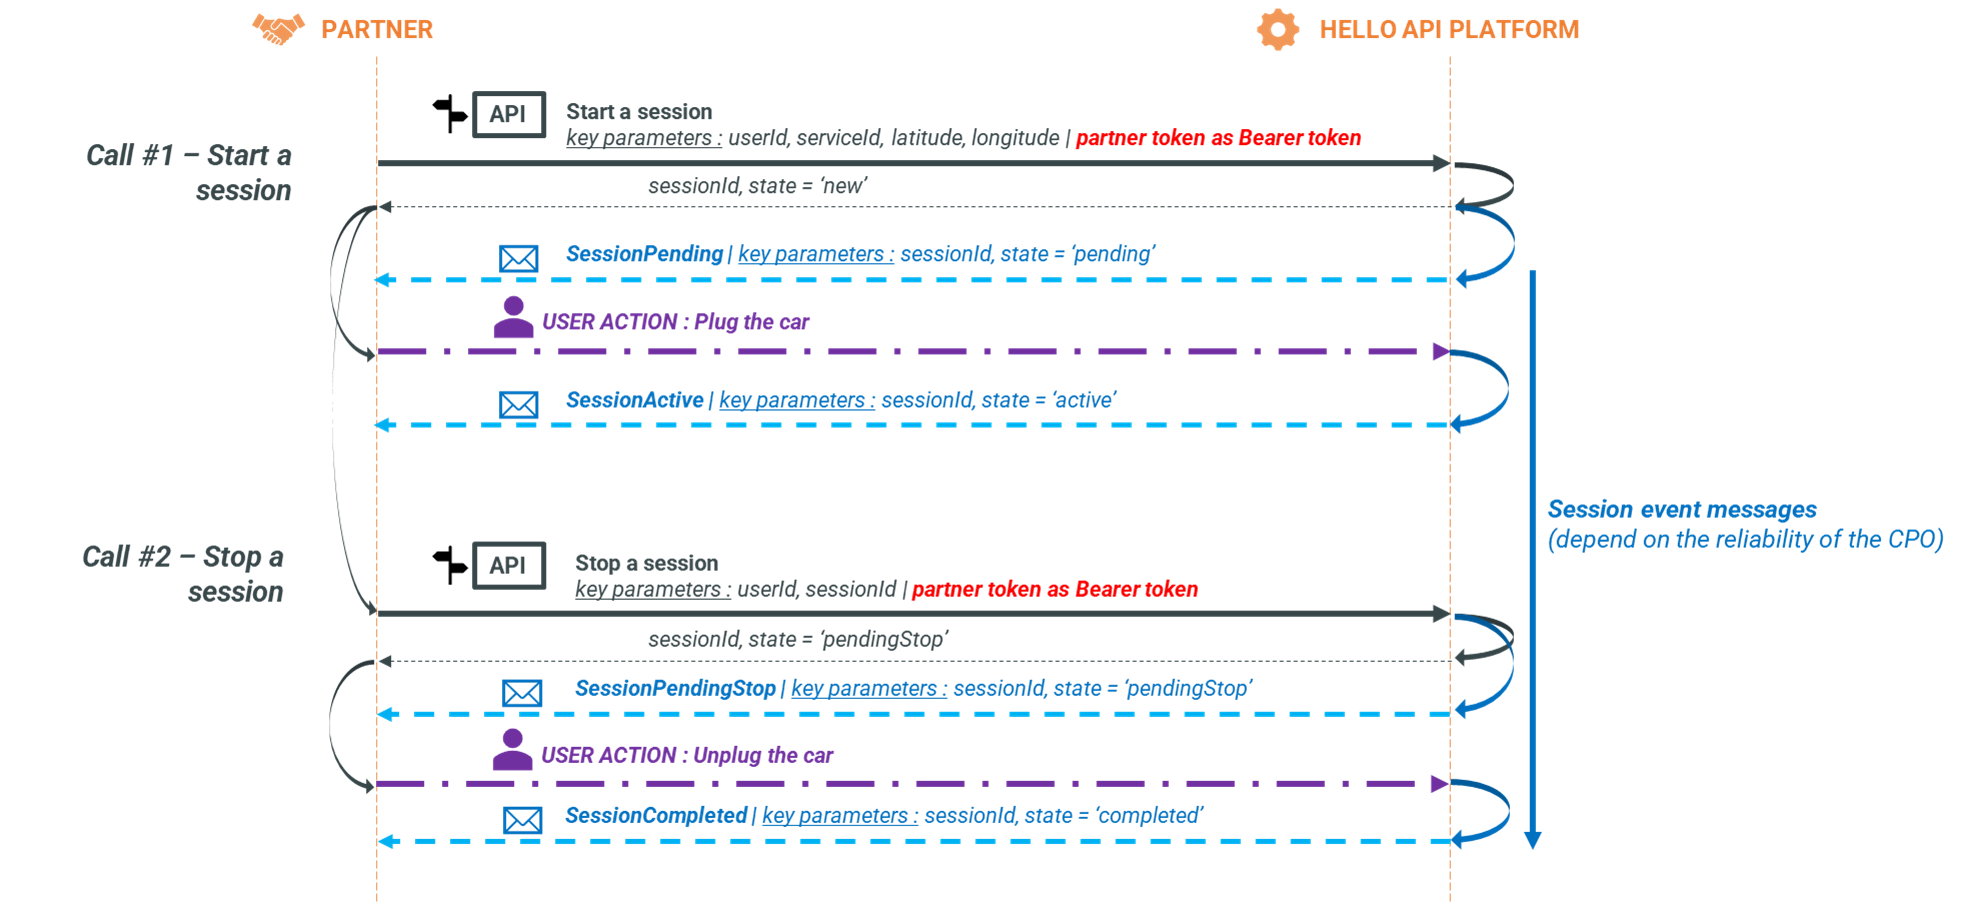 PARTNER
HELLO API PLATFORM
API
Start a session
key parameters : userId, serviceId, latitude, longitude | partner token as Bearer token
Call #1 – Start a
session
sessionId, state = ‘new’
SessionPending | key parameters : sessionId, state = ‘pending’
USER ACTION : Plug the car
SessionActive | key parameters : sessionId, state = ‘active’
Session event messages
(depend on the reliability of the CPO)
Call #2 – Stop a
session
API
Stop a session
key parameters : userId, sessionId | partner token as Bearer token
sessionId, state = ‘pendingStop’
SessionPendingStop | key parameters : sessionId, state = ‘pendingStop’
USER ACTION : Unplug the car
SessionCompleted | key parameters : sessionId, state = ‘completed’